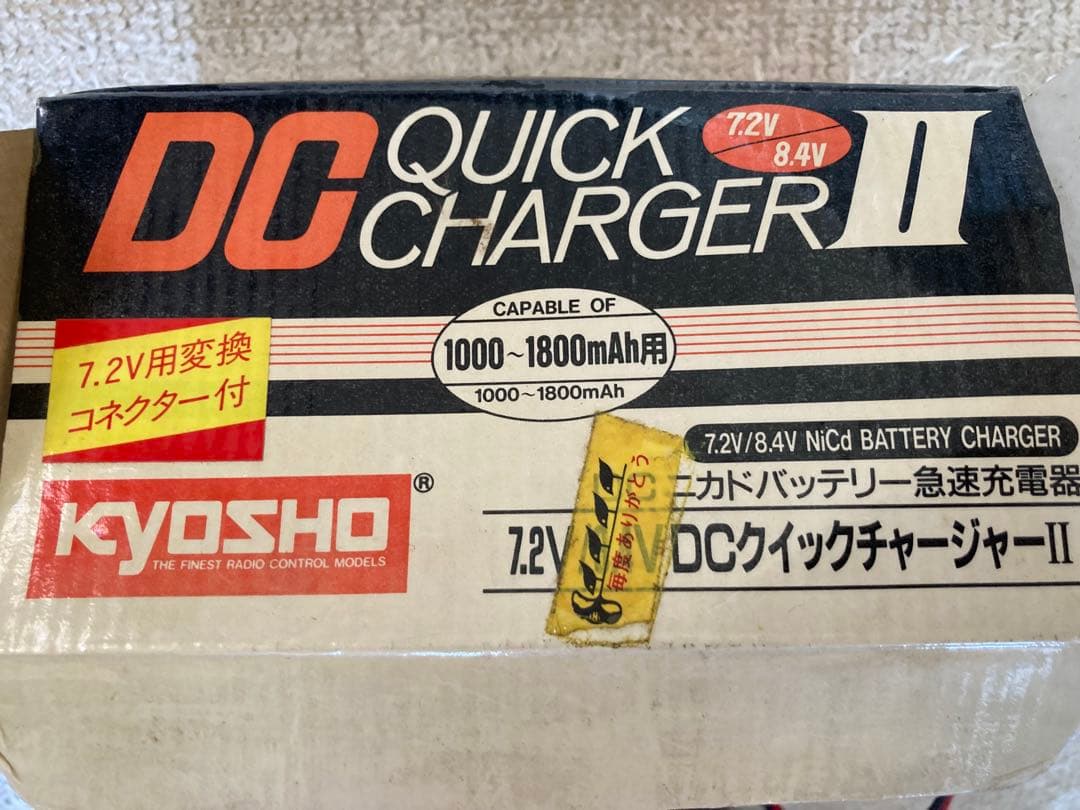 DC QUICK CHARGER II
7.2V
8.4V
CAPABLE OF
1000~1800mAh用
1000~1800mAh
7.2V用変換
コネクター付
7.2V/8.4V NiCd BATTERY CHARGER
ニカドバッテリー急速充電器
7.2V DCクイックチャージャーII
毎度ありがとう
KYOSHO®
THE FINEST RADIO CONTROL MODELS